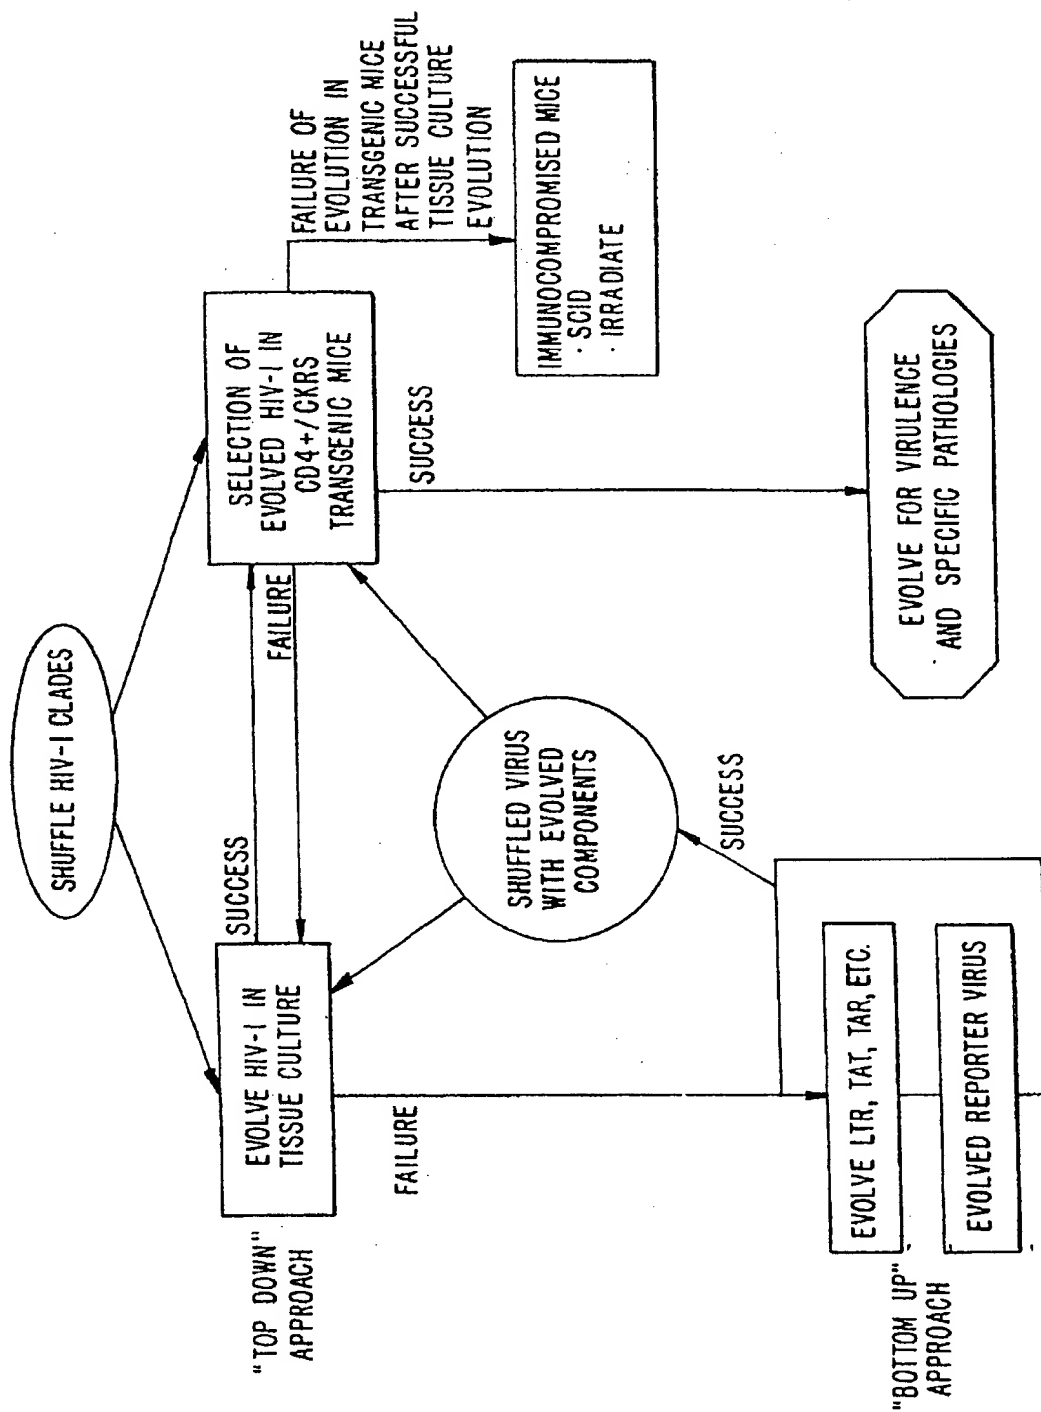 SHUFFLE HIV-1 CLADES
"TOP DOWN"
APPROACH
EVOLVE HIV-1 IN
TISSUE CULTURE
SUCCESS
FAILURE
SELECTION OF
EVOLVED HIV-1 IN
CD4+/CKRS
TRANSGENIC MICE
FAILURE OF
EVOLUTION IN
TRANSGENIC MICE
AFTER SUCCESSFUL
TISSUE CULTURE
EVOLUTION
FAILURE
SHUFFLED VIRUS
WITH EVOLVED
COMPONENTS
SUCCESS
IMMUNOCOMPROMISED MICE
· SCID
· IRRADIATE
SUCCESS
"BOTTOM UP"
APPROACH
EVOLVE LTR, TAT, TAR, ETC.
EVOLVED REPORTER VIRUS
EVOLVE FOR VIRULENCE
AND SPECIFIC PATHOLOGIES